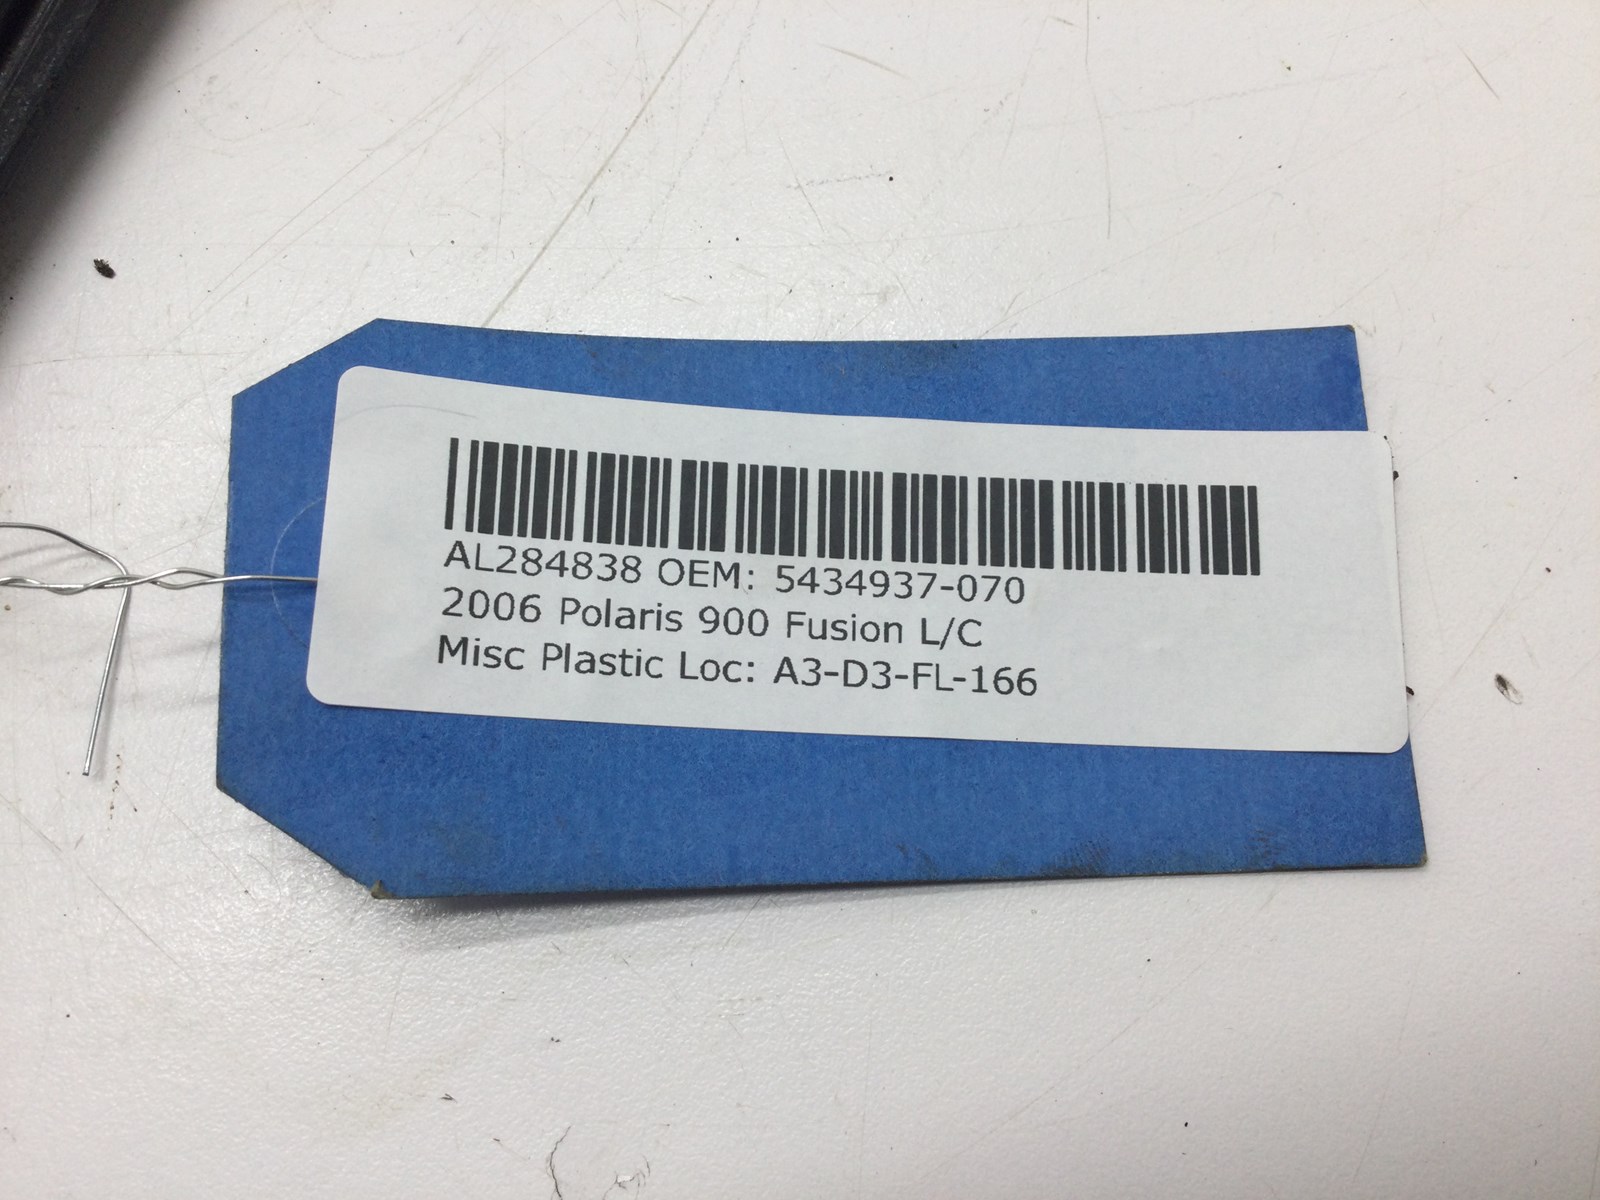 AL284838 OEM: 5434937-070
2006 Polaris 900 Fusion L/C
Misc Plastic Loc: A3-D3-FL-166